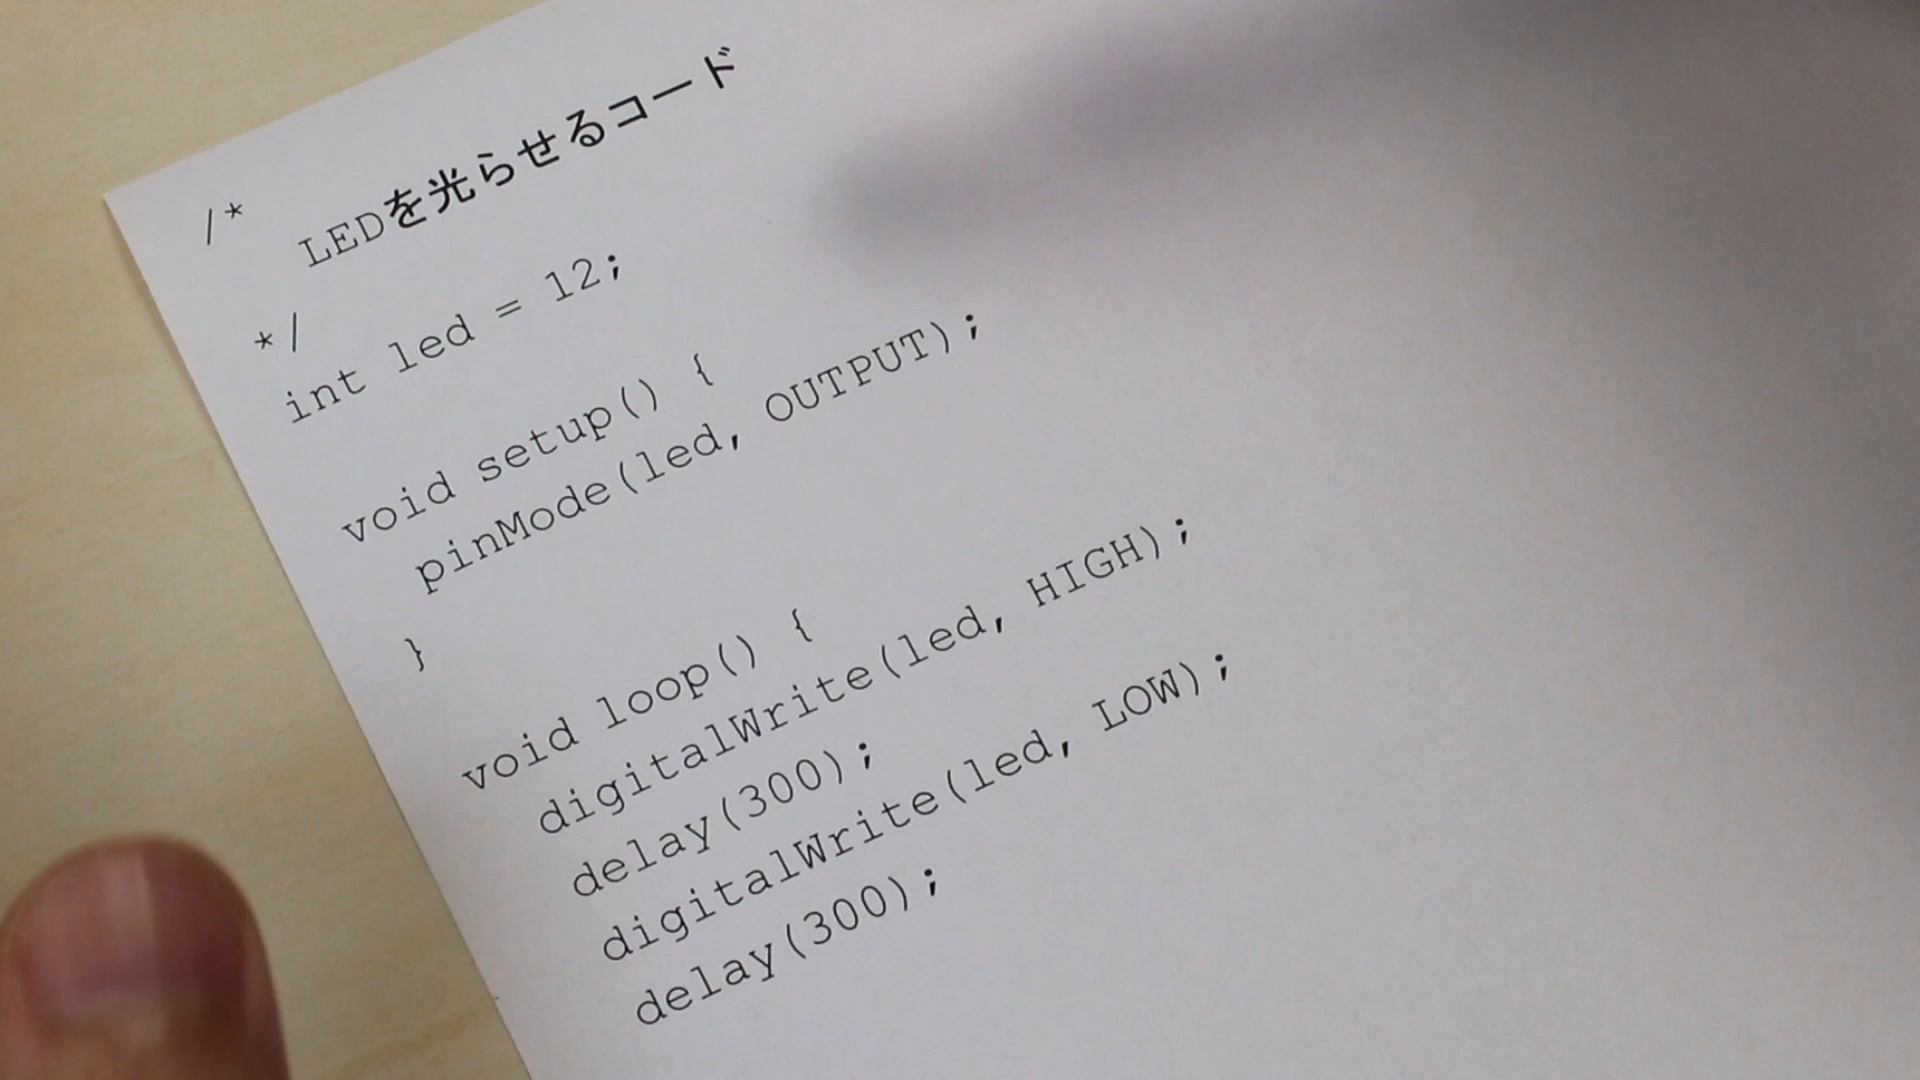 /*
LEDを光らせるコード
*/
int led = 12;
void setup() {
pinMode(led, OUTPUT);
}
void loop() {
digitalWrite(led, HIGH);
delay(300);
digitalWrite(led, LOW);
delay(300);